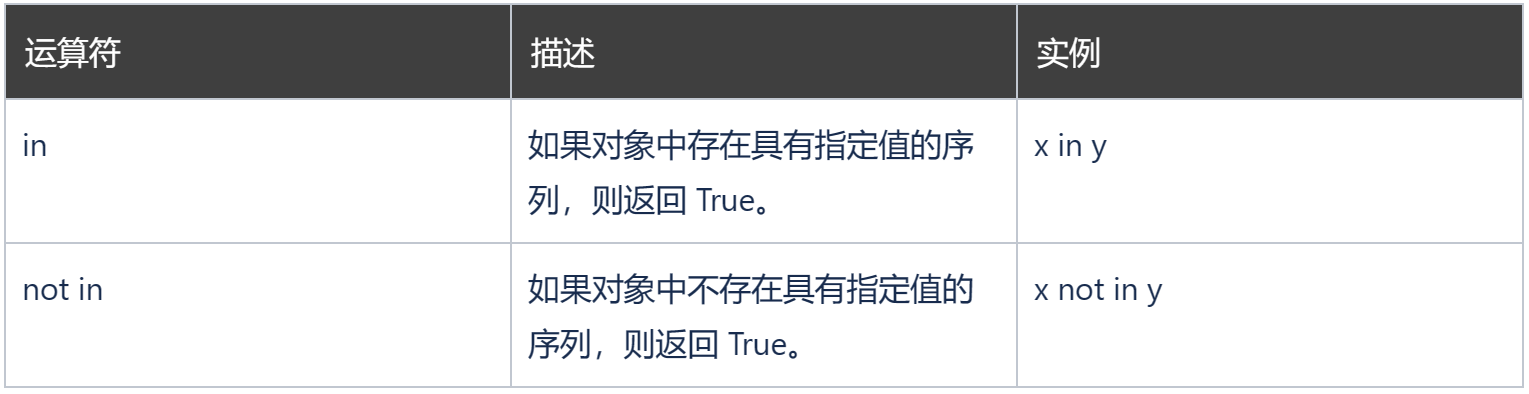 运算符 描述 实例
in 如果对象中存在具有指定值的序 x in y
列，则返回 True。
not in 如果对象中不存在具有指定值的 x not in y
序列，则返回 True。